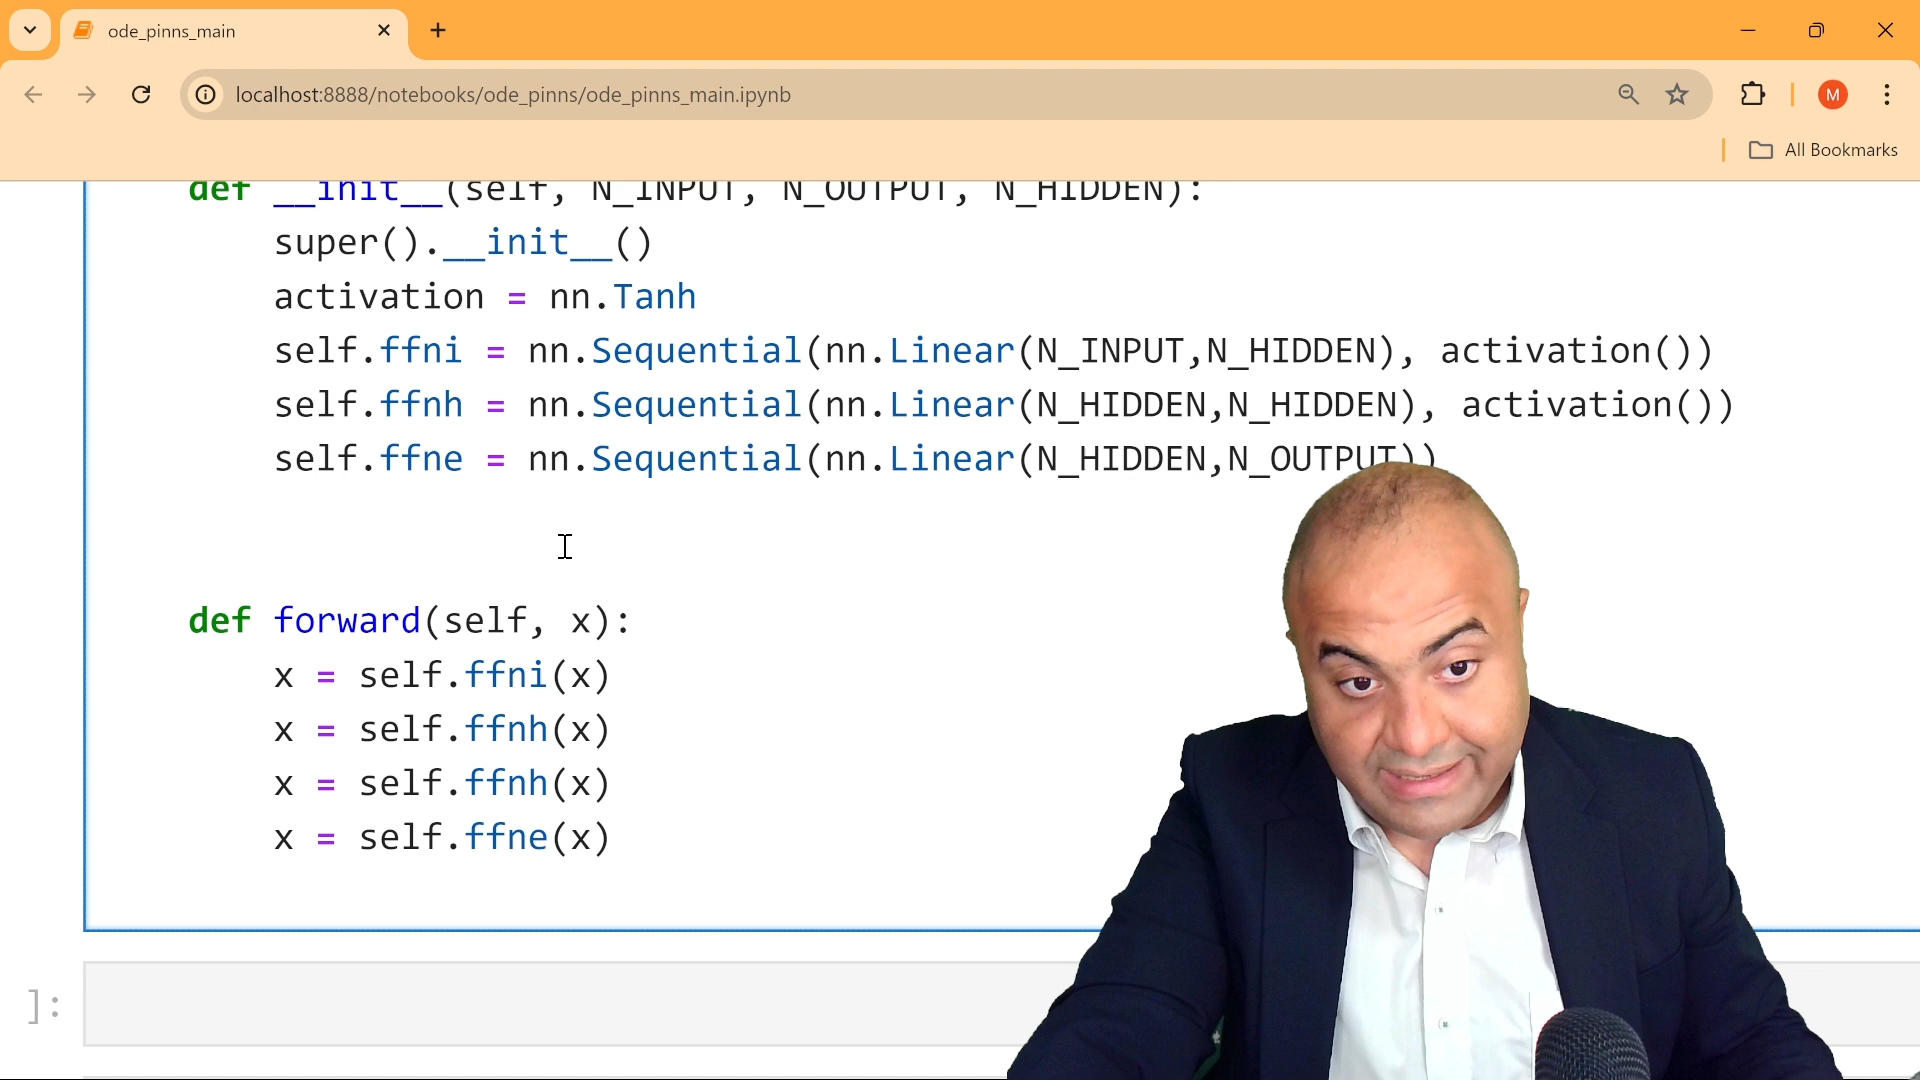 ode_pinns_main
localhost:8888/notebooks/ode_pinns/ode_pinns_main.ipynb
M
All Bookmarks
def __init__(self, N_INPUT, N_OUTPUT, N_HIDDEN):
super().__init__()
activation = nn.Tanh
self.ffni = nn.Sequential(nn.Linear(N_INPUT,N_HIDDEN), activation())
self.ffnh = nn.Sequential(nn.Linear(N_HIDDEN,N_HIDDEN), activation())
self.ffne = nn.Sequential(nn.Linear(N_HIDDEN,N_OUTPUT))
def forward(self, x):
x = self.ffni(x)
x = self.ffnh(x)
x = self.ffnh(x)
x = self.ffne(x)
]: